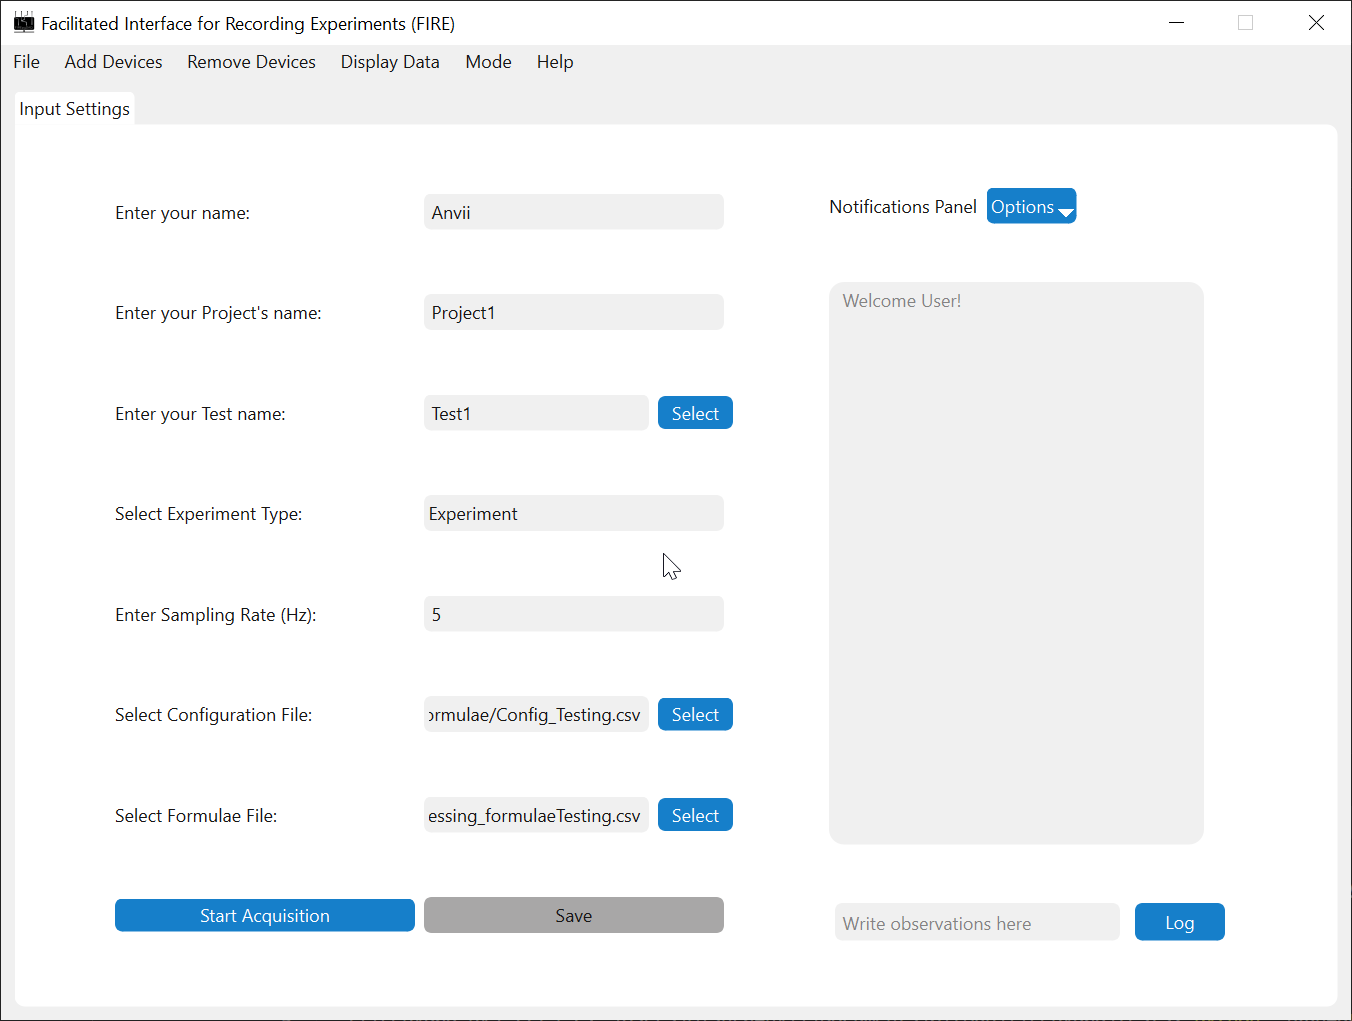 Facilitated Interface for Recording Experiments (FIRE)
File Add Devices Remove Devices Display Data Mode Help
Input Settings
Enter your name: Anvii
Enter your Project's name: Project1
Enter your Test name: Test1 Select
Select Experiment Type: Experiment
Enter Sampling Rate (Hz): 5
Select Configuration File: ormulae/Config_Testing.csv Select
Select Formulae File: essing_formulaeTesting.csv Select
Start Acquisition Save
Notifications Panel Options
Welcome User!
Write observations here Log